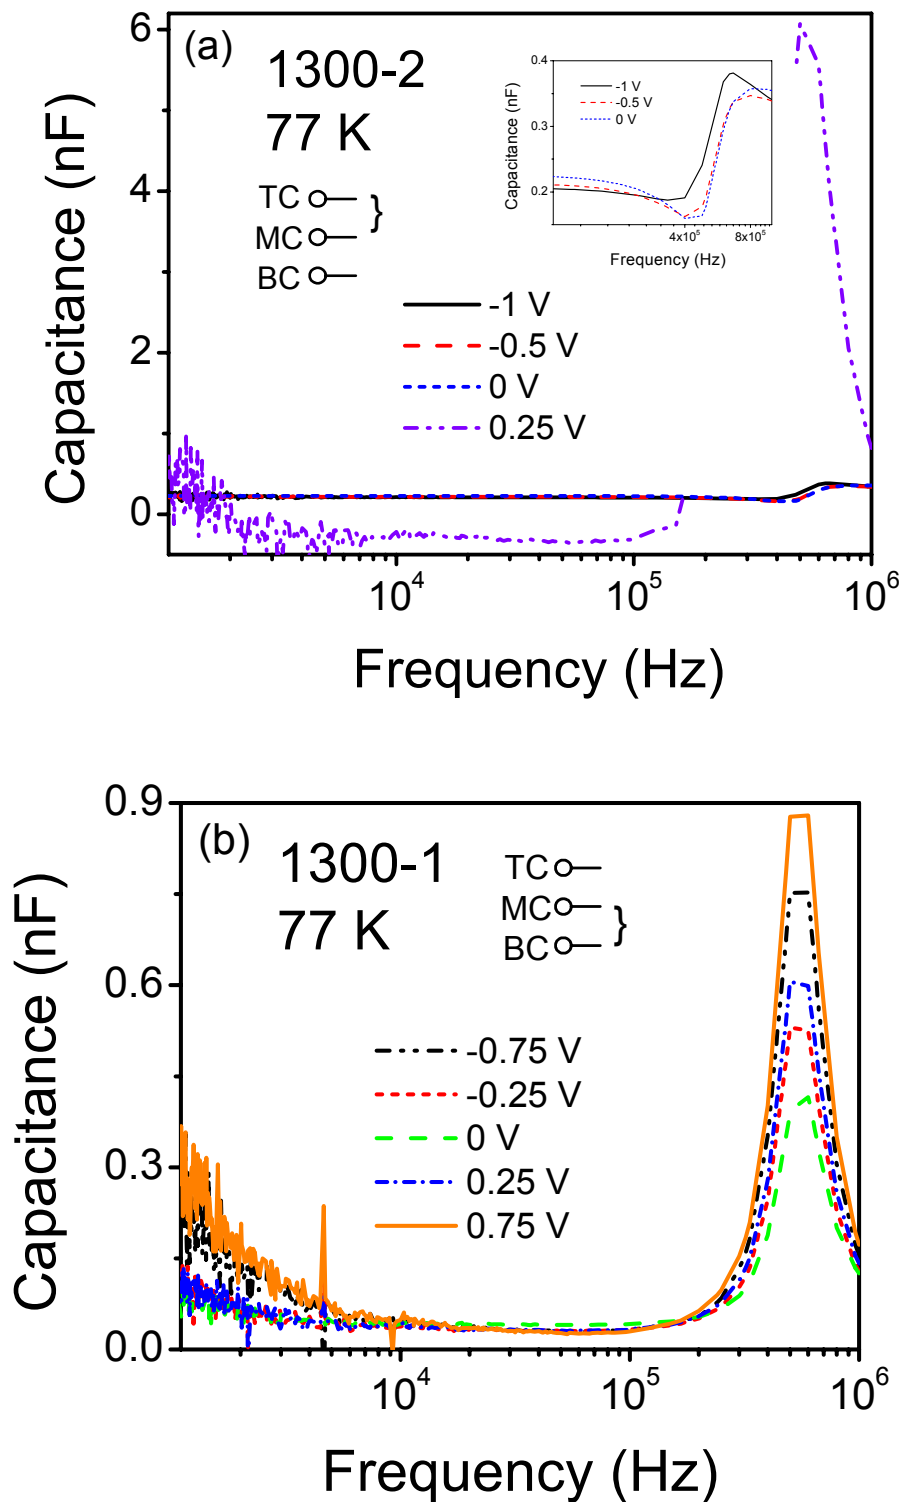 (a)
1300-2
77 K
TC
MC
BC
}
-1 V
-0.5 V
0 V
0.25 V
6
4
2
0
Capacitance (nF)
10⁴
10⁵
10⁶
Frequency (Hz)
0.4
0.3
0.2
Capacitance (nF)
-1 V
-0.5 V
0 V
4x10⁵
8x10⁵
Frequency (Hz)
(b)
1300-1
77 K
TC
MC
BC
}
-0.75 V
-0.25 V
0 V
0.25 V
0.75 V
0.9
0.6
0.3
0.0
Capacitance (nF)
10⁴
10⁵
10⁶
Frequency (Hz)